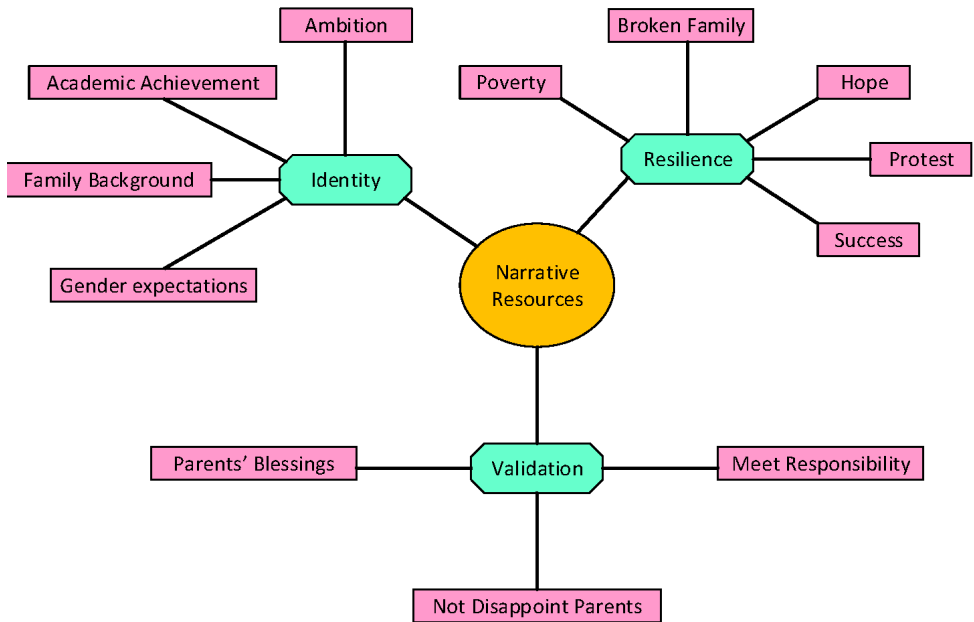 Ambition
Broken Family
Academic Achievement
Poverty
Hope
Family Background
Identity
Resilience
Protest
Gender expectations
Success
Narrative
Resources
Parents’ Blessings
Validation
Meet Responsibility
Not Disappoint Parents